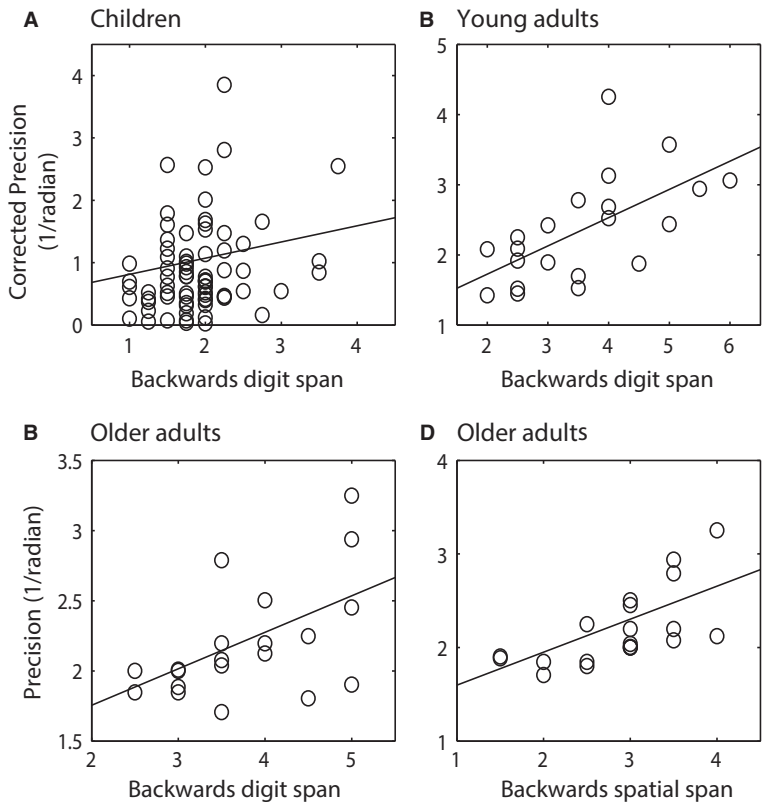 A Children
B Young adults
Corrected Precision
(1/radian)
4
3
2
1
0
1 2 3 4
Backwards digit span
5
4
3
2
1
2 3 4 5 6
Backwards digit span
B Older adults
D Older adults
Precision (1/radian)
3.5
3
2.5
2
1.5
2 3 4 5
Backwards digit span
4
3
2
1
1 2 3 4
Backwards spatial span